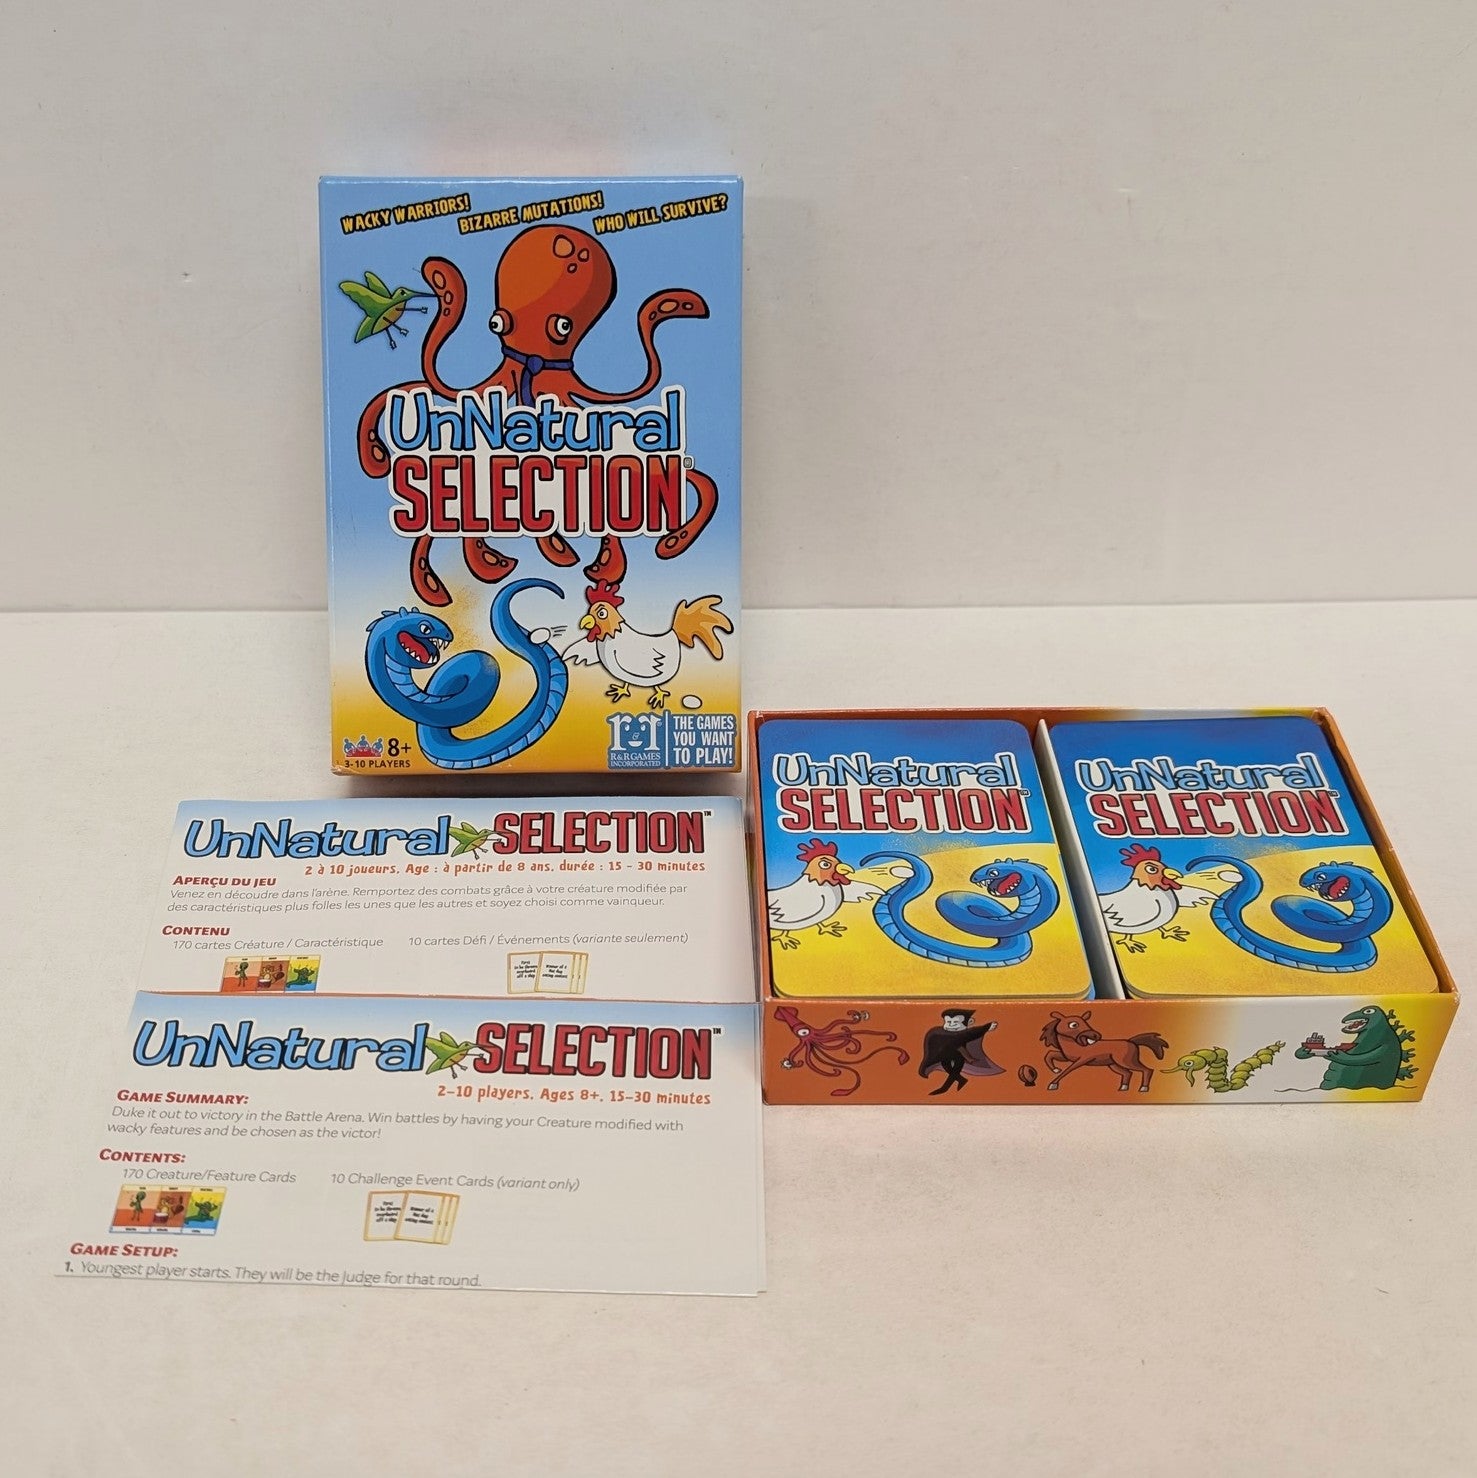 WACKY WARRIORS!
BIZARRE MUTATIONS!
WHO WILL SURVIVE?
UnNatural
SELECTION
8+
3-10 PLAYERS
r&r
R&R GAMES
INCORPORATED
THE GAMES
YOU WANT
TO PLAY!
UnNatural SELECTION™
2 à 10 joueurs. Age : à partir de 8 ans. durée : 15 - 30 minutes
APERÇU DU JEU
Venez en découdre dans l'arène. Remportez des combats grâce à votre créature modifiée par
des caractéristiques plus folles les unes que les autres et soyez choisi comme vainqueur.
CONTENU
170 cartes Créature / Caractéristique 10 cartes Défi / Événements (variante seulement)
UnNatural SELECTION™
2-10 players. Ages 8+. 15-30 minutes
GAME SUMMARY:
Duke it out to victory in the Battle Arena. Win battles by having your Creature modified with
wacky features and be chosen as the victor!
CONTENTS:
170 Creature/Feature Cards 10 Challenge Event Cards (variant only)
GAME SETUP:
1. Youngest player starts. They will be the Judge for that round.
UnNatural
SELECTION™
UnNatural
SELECTION™